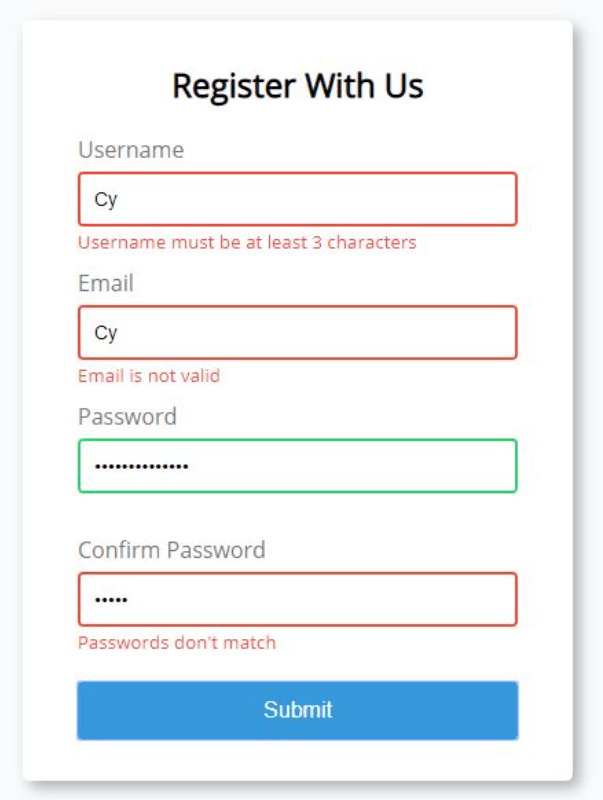 Register With Us
Username
Cy
Username must be at least 3 characters
Email
Cy
Email is not valid
Password
••••••••••••••
Confirm Password
•••••
Passwords don't match
Submit